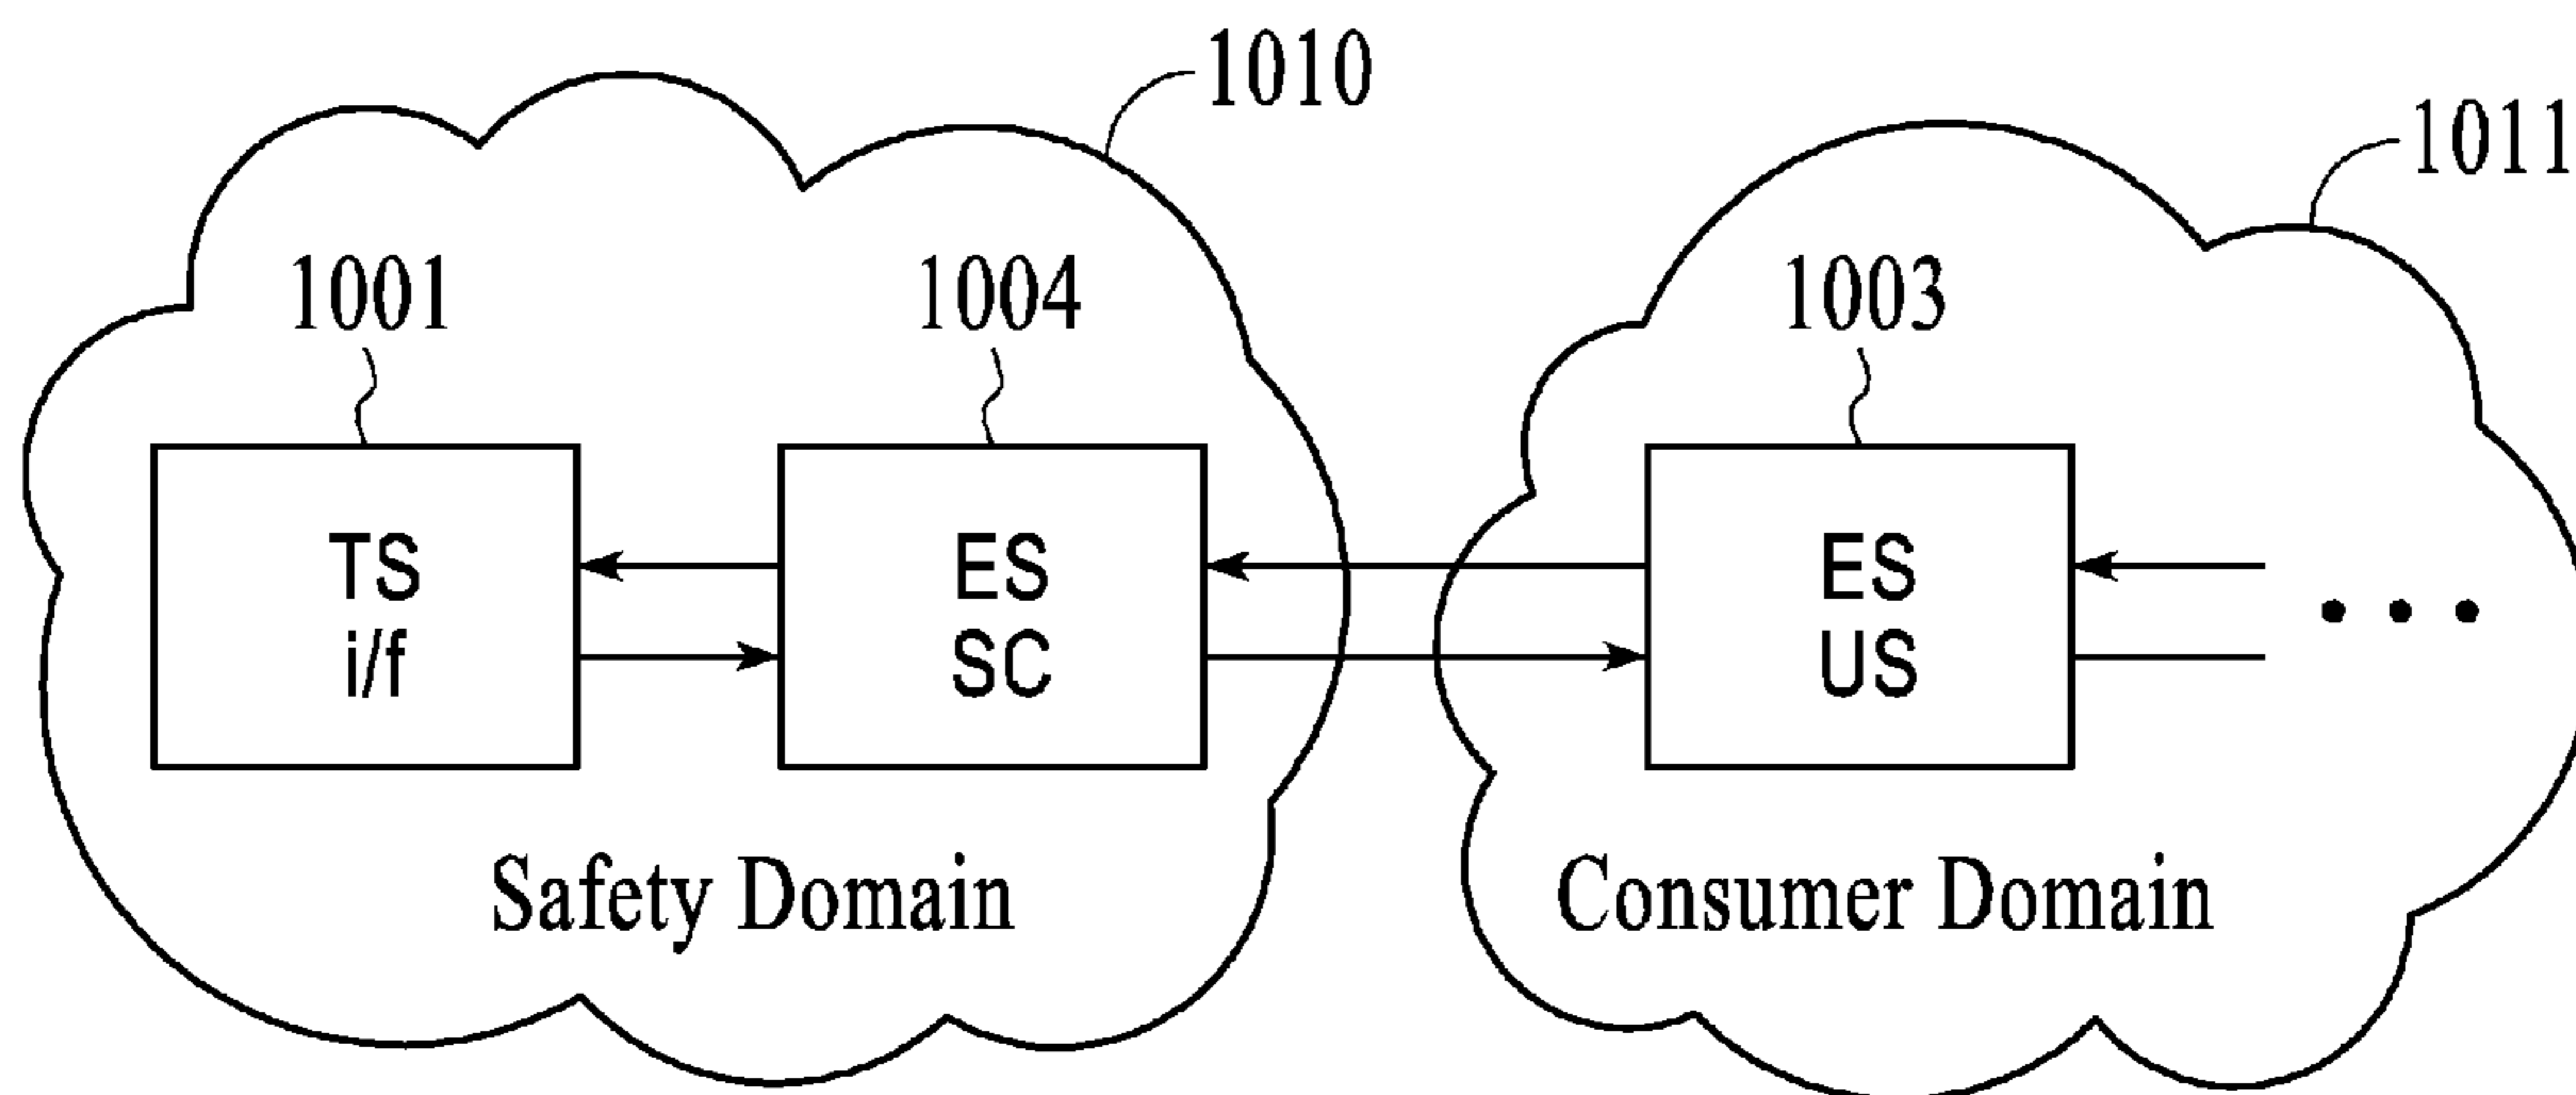 1010
1011
1001
1004
1003
TS
i/f
ES
SC
ES
US
Safety Domain
Consumer Domain